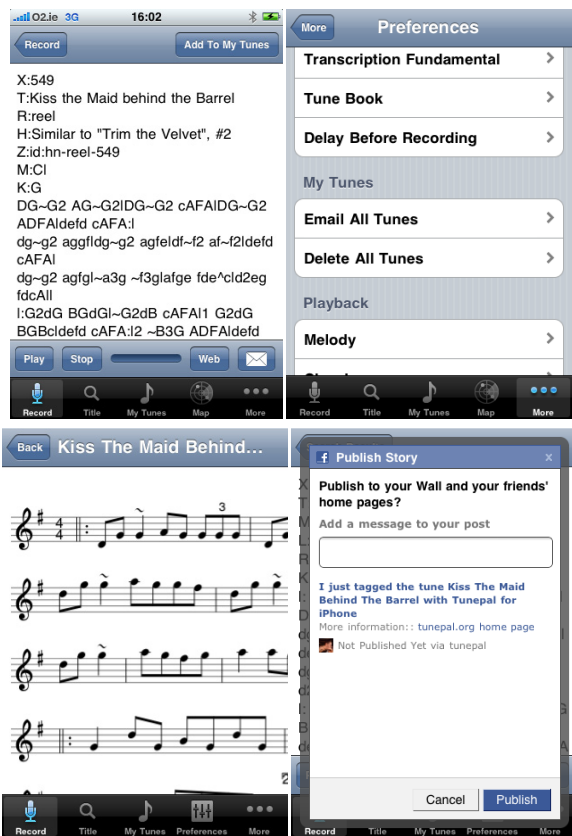 O2.ie 3G 16:02
Record Add To My Tunes
X:549
T:Kiss the Maid behind the Barrel
R:reel
H:Similar to "Trim the Velvet", #2
Z:id:hn-reel-549
M:C|
K:G
DG~G2 AG~G2|DG~G2 cAFA|DG~G2
ADFA|defd cAFA:|
dg~g2 aggf|dg~g2 agfe|df~f2 af~f2|defd
cAFA|
dg~g2 agfg|~a3g ~f3g|afge fde^c|d2eg
fdcA||
|:G2dG BGdG|~G2dB cAFA|1 G2dG
BGBc|defd cAFA:|2 ~B3G ADFA|defd
Play Stop Web
Record Title My Tunes Map More
More Preferences
Transcription Fundamental
Tune Book
Delay Before Recording
My Tunes
Email All Tunes
Delete All Tunes
Playback
Melody
Record Title My Tunes Map More
Back Kiss The Maid Behind...
3
4
4
2
Record Title My Tunes Preferences More
f Publish Story x
Publish to your Wall and your friends'
home pages?
Add a message to your post
I just tagged the tune Kiss The Maid
Behind The Barrel with Tunepal for
iPhone
More information:: tunepal.org home page
Not Published Yet via tunepal
Cancel Publish
Record Title My Tunes Preferences More